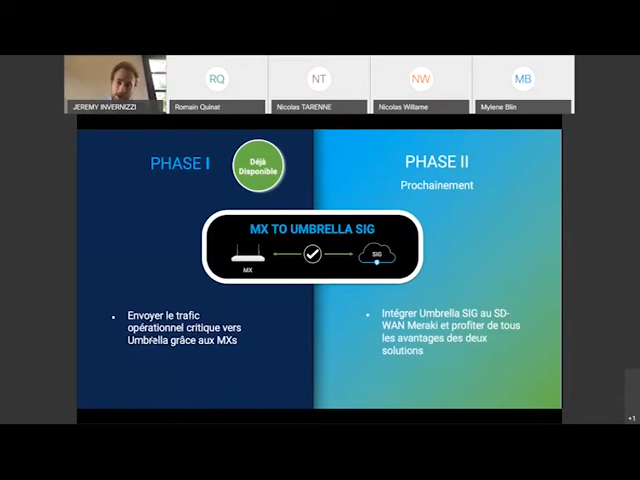 RQ
NT
NW
MB
JEREMY INVERNIZZI
Romain Quinat
Nicolas TARENNE
Nicolas Willame
Mylene Blin
PHASE I
Déjà
Disponible
PHASE II
Prochainement
MX TO UMBRELLA SIG
MX
SIG
• Envoyer le trafic
opérationnel critique vers
Umbrella grâce aux MXs
• Intégrer Umbrella SIG au SD-
WAN Meraki et profiter de tous
les avantages des deux
solutions
+1